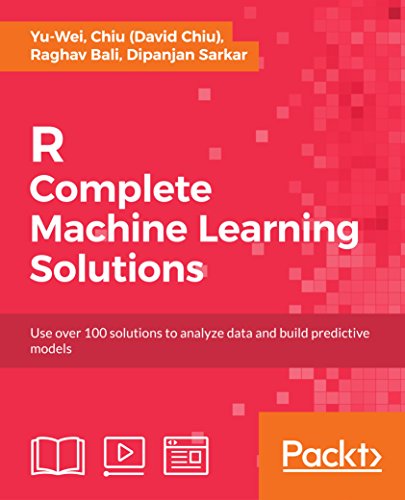 Yu-Wei, Chiu (David Chiu),
Raghav Bali, Dipanjan Sarkar
R
Complete
Machine Learning
Solutions
Use over 100 solutions to analyze data and build predictive
models
Packt>